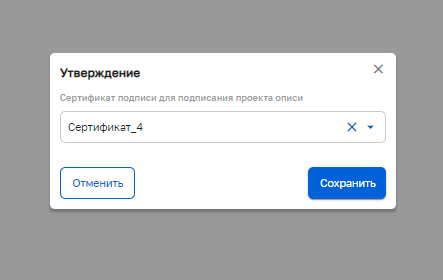 Утверждение
Сертификат подписи для подписания проекта описи
Сертификат_4
Отменить
Сохранить